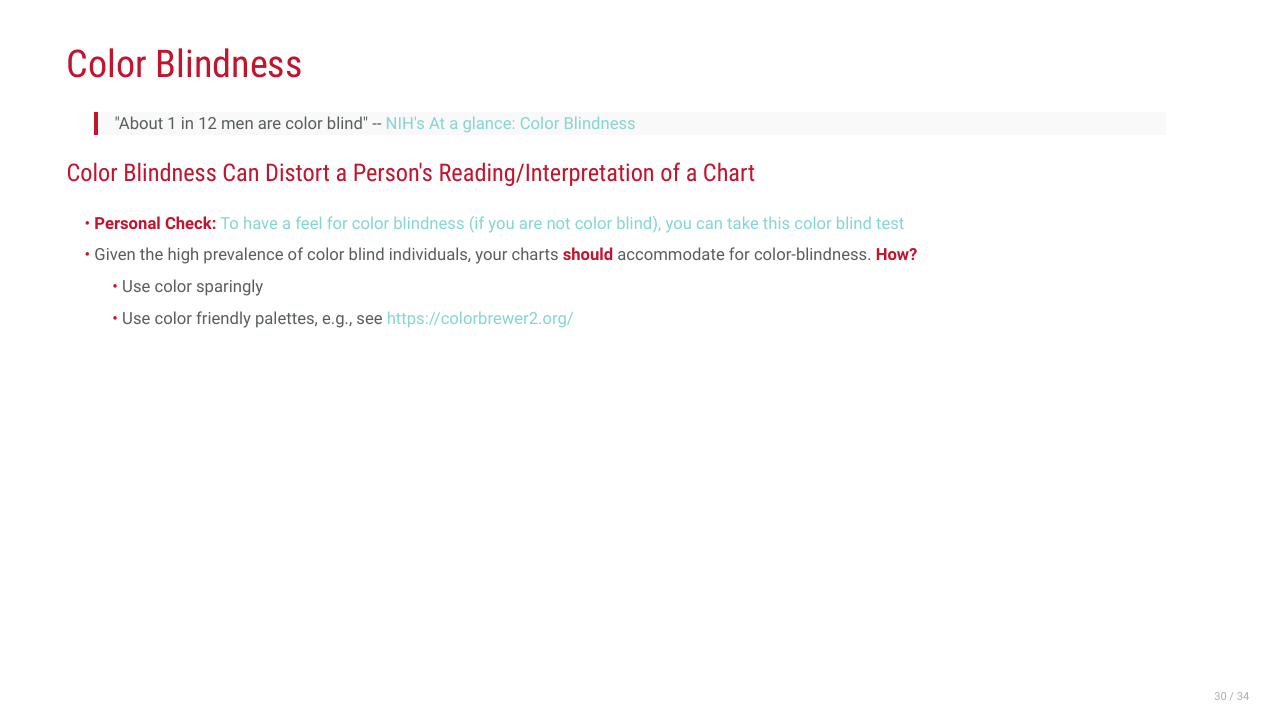 Color Blindness
"About 1 in 12 men are color blind" -- NIH's At a glance: Color Blindness
Color Blindness Can Distort a Person's Reading/Interpretation of a Chart
• Personal Check: To have a feel for color blindness (if you are not color blind), you can take this color blind test
• Given the high prevalence of color blind individuals, your charts should accommodate for color-blindness. How?
• Use color sparingly
• Use color friendly palettes, e.g., see https://colorbrewer2.org/
30 / 34